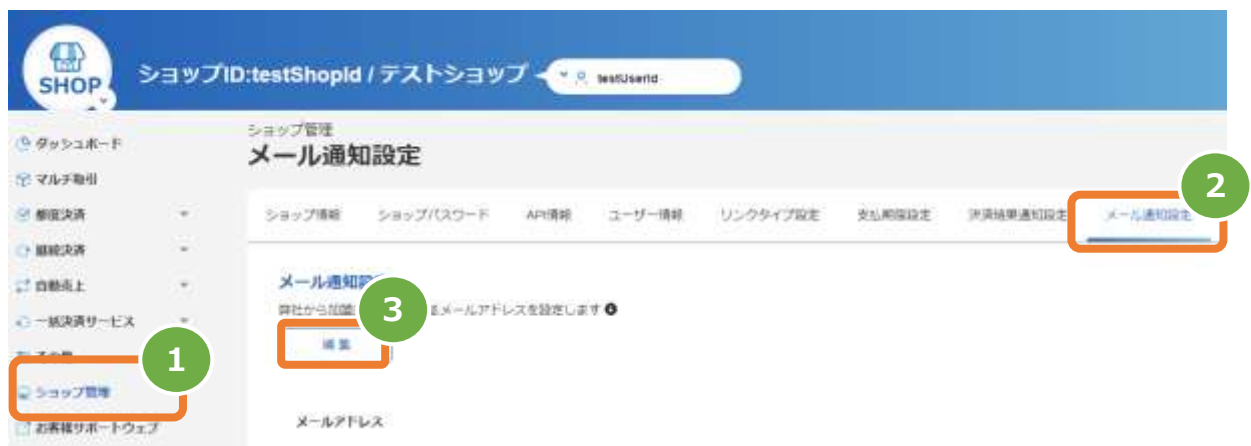 SHOP
ショップID:testShopId / テストショップ
testUserId
ダッシュボード
マルチ取引
都度決済
継続決済
自動売上
一括決済サービス
その他
1
ショップ管理
お客様サポートウェブ
ショップ管理
メール通知設定
2
ショップ情報 ショップパスワード API情報 ユーザー情報 リンクタイプ設定 支払期限設定 決済結果通知設定 メール通知設定
メール通知設
3
弊社から加盟 るメールアドレスを設定します
編集
メールアドレス